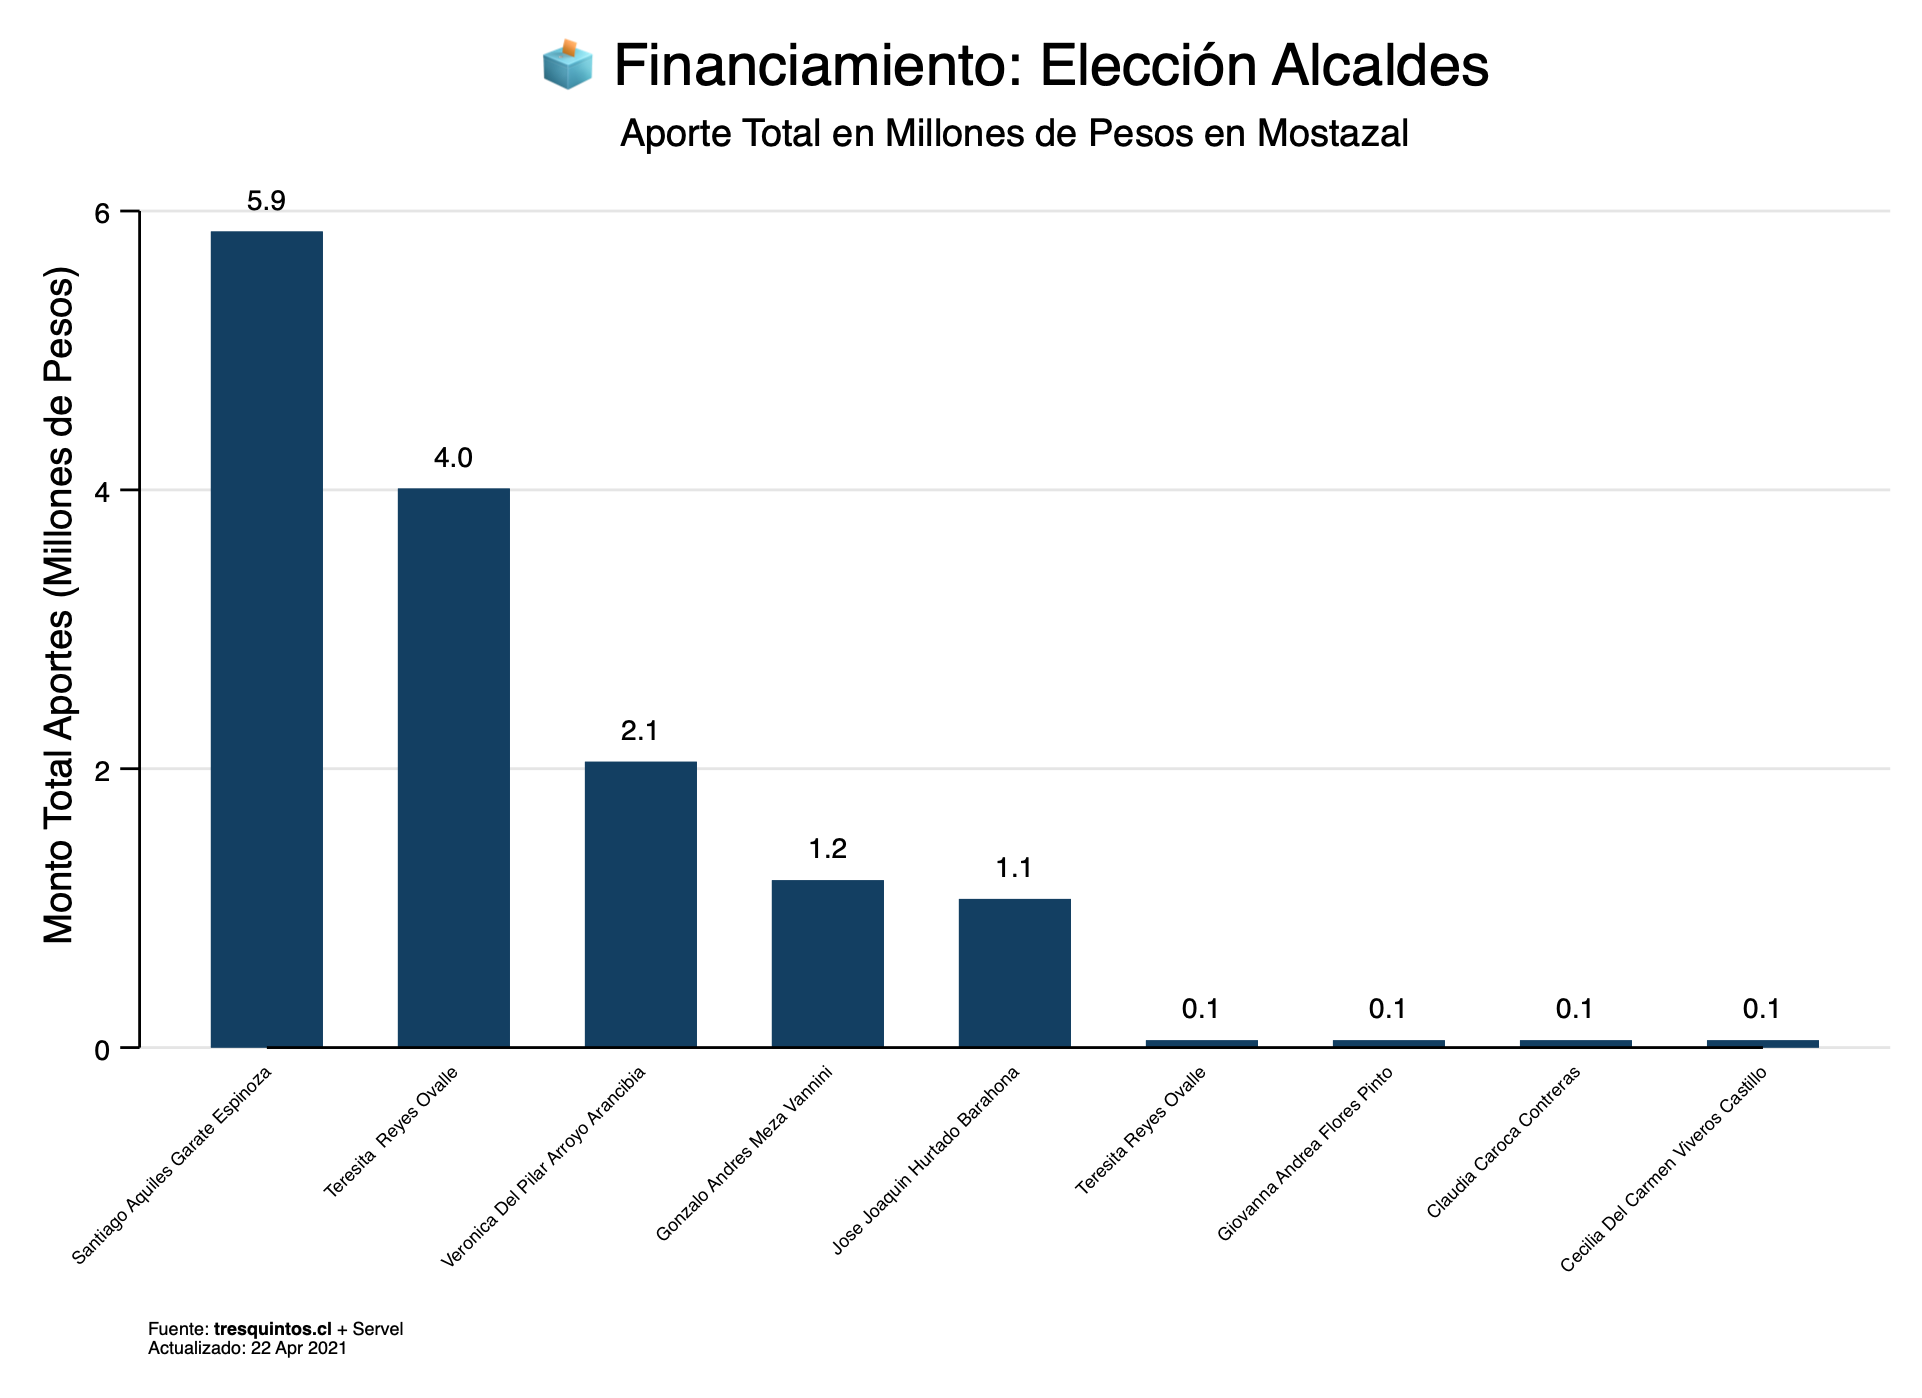 Financiamiento: Elección Alcaldes
Aporte Total en Millones de Pesos en Mostazal
Monto Total Aportes (Millones de Pesos)
6
4
2
0
5.9
4.0
2.1
1.2
1.1
0.1
0.1
0.1
0.1
Santiago Aquiles Garate Espinoza
Teresita  Reyes Ovalle
Veronica Del Pilar Arroyo Arancibia
Gonzalo Andres Meza Vannini
Jose Joaquin Hurtado Barahona
Teresita Reyes Ovalle
Giovanna Andrea Flores Pinto
Claudia Caroca Contreras
Cecilia Del Carmen Viveros Castillo
Fuente: tresquintos.cl + Servel
Actualizado: 22 Apr 2021